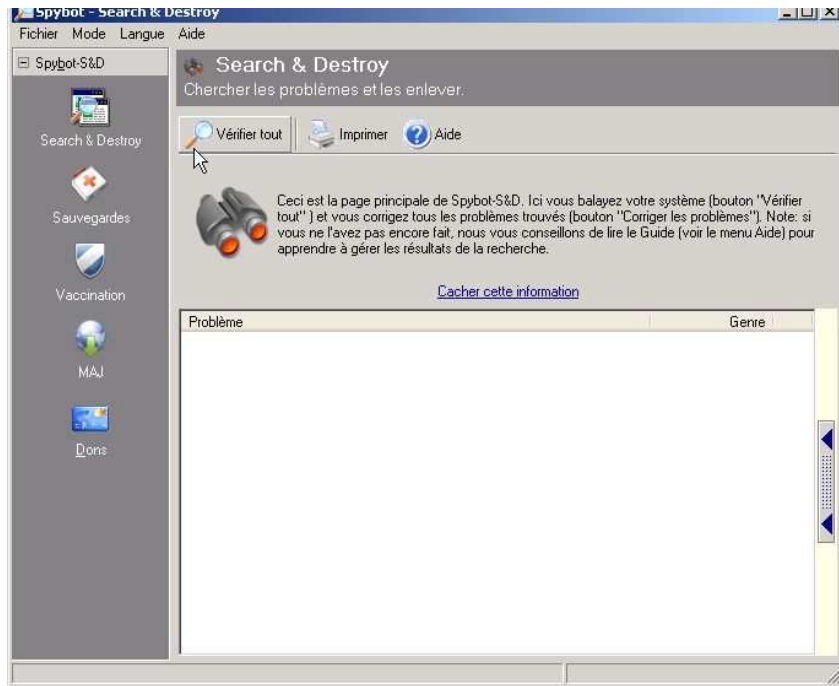 Spybot - Search & Destroy
Fichier Mode Langue Aide
Spybot-S&D
Search & Destroy
Sauvegardes
Vaccination
MAJ
Dons
Search & Destroy
Chercher les problèmes et les enlever.
Vérifier tout Imprimer Aide
Ceci est la page principale de Spybot-S&D. Ici vous balayez votre système (bouton "Vérifier
tout" ) et vous corrigez tous les problèmes trouvés (bouton "Corriger les problèmes"). Note: si
vous ne l'avez pas encore fait, nous vous conseillons de lire le Guide (voir le menu Aide) pour
apprendre à gérer les résultats de la recherche.
Cacher cette information
Problème Genre